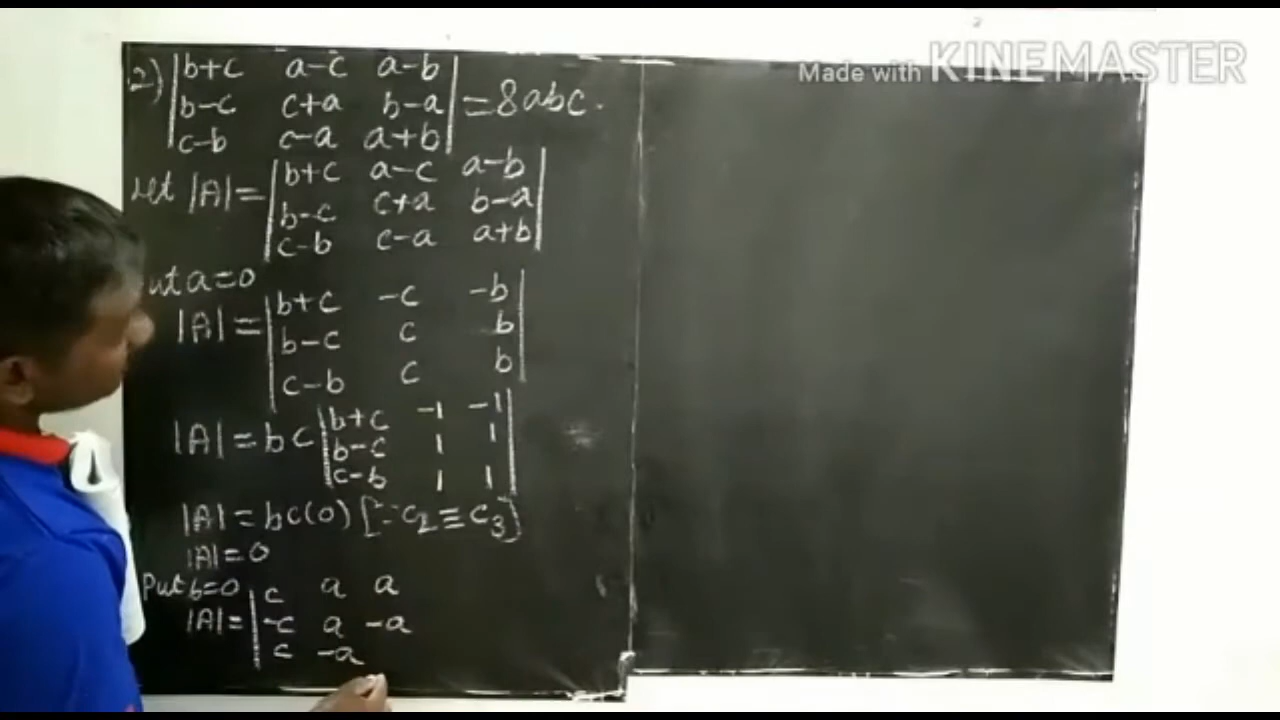 Made with KINEMASTER
2) |b+c a-c a-b|
|b-c c+a b-a| =8abc.
|c-b c-a a+b|
Let |A|= |b+c a-c a-b|
|b-c c+a b-a|
|c-b c-a a+b|
ut a=0
|A|= |b+c -c -b|
|b-c c b|
|c-b c b|
|A|=bc |b+c -1 -1|
|b-c 1 1|
|c-b 1 1|
|A|=bc(0) [∵c₂≡c₃]
|A|=0
Put b=0
|A|= |c a a
|-c a -a
|c -a